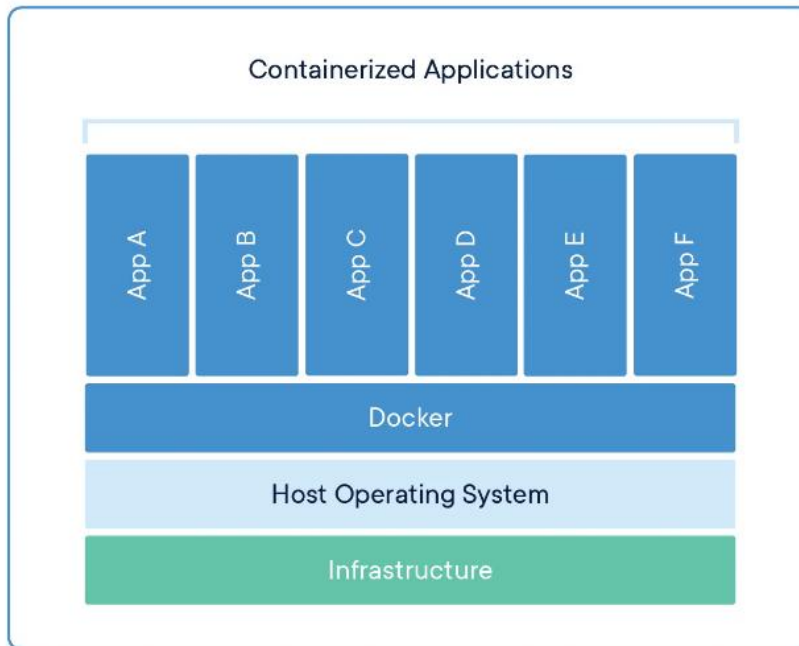 Containerized Applications
App A
App B
App C
App D
App E
App F
Docker
Host Operating System
Infrastructure